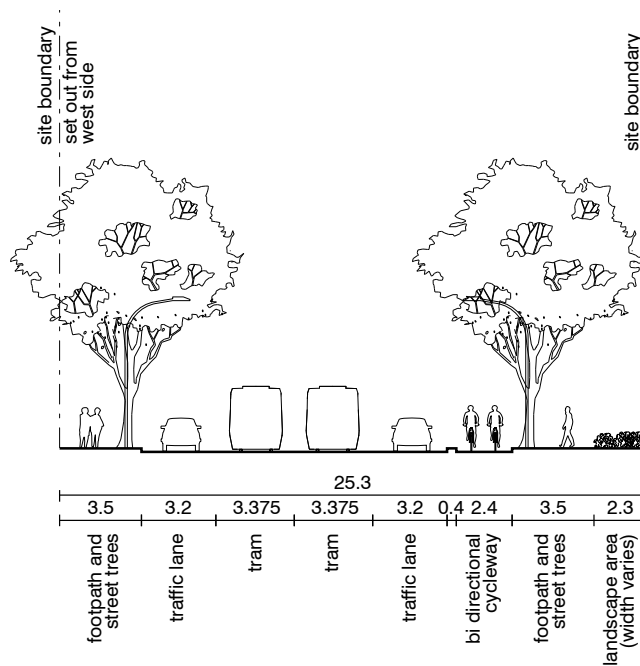 site boundary
set out from
west side
site boundary
25.3
3.5
3.2
3.375
3.375
3.2
0.4
2.4
3.5
2.3
footpath and
street trees
traffic lane
tram
tram
traffic lane
bi directional
cycleway
footpath and
street trees
landscape area
(width varies)